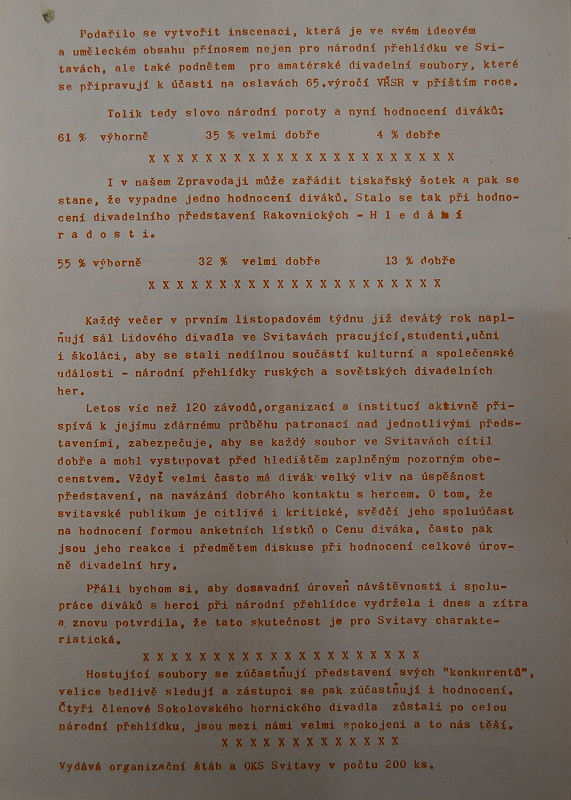 Podařilo se vytvořit inscenaci, která je ve svém ideovém
a uměleckém obsahu přínosem nejen pro národní přehlídku ve Svi-
tavách, ale také podnětem pro amatérské divadelní soubory, které
se připravují k účasti na oslavách 65.výročí VŘSR v příštím roce.
Tolik tedy slovo národní poroty a nyní hodnocení diváků:
61 % výborně 35 % velmi dobře 4 % dobře
X X X X X X X X X X X X X X X X X X X X X X
I v našem Zpravodaji může zařádit tiskařský šotek a pak se
stane, že vypadne jedno hodnocení diváků. Stalo se tak při hodno-
cení divadelního představení Rakovnických - H l e d á n í
r a d o s t i.
55 % výborně 32 % velmi dobře 13 % dobře
X X X X X X X X X X X X X X X X X X X X X
Každý večer v prvním listopadovém týdnu již devátý rok napl-
ňují sál Lidového divadla ve Svitavách pracující,studenti,učni
i školáci, aby se stali nedílnou součástí kulturní a společenské
události - národní přehlídky ruských a sovětských divadelních
her.
Letos víc než 120 závodů,organizací a institucí aktivně při-
spívá k jejímu zdárnému průběhu patronací nad jednotlivými předs-
taveními, zabezpečuje, aby se každý soubor ve Svitavách cítil
dobře a mohl vystupovat před hledištěm zaplněným pozorným obe-
censtvem. Vždyť velmi často má divák velký vliv na úspěšnost
představení, na navázání dobrého kontaktu s hercem. O tom, že
svitavské publikum je citlivé i kritické, svědčí jeho spoluúčast
na hodnocení formou anketních lístků o Cenu diváka, často pak
jsou jeho reakce i předmětem diskuse při hodnocení celkové úrov-
ně divadelní hry.
Přáli bychom si, aby dosavadní úroveň návštěvnosti i spolu-
práce diváků s herci při národní přehlídce vydržela i dnes a zítra
a znovu potvrdila, že tato skutečnost je pro Svitavy charakte-
ristická.
X X X X X X X X X X X X X X X X X X X X
Hostující soubory se zúčastňují představení svých "konkurentů",
velice bedlivě sledují a zástupci se pak zúčastňují i hodnocení.
Čtyři členové Sokolovského hornického divadla zůstali po celou
národní přehlídku, jsou mezi námi velmi spokojeni a to nás těší.
X X X X X X X X X X X X X
Vydává organizační štáb a OKS Svitavy v počtu 200 ks.